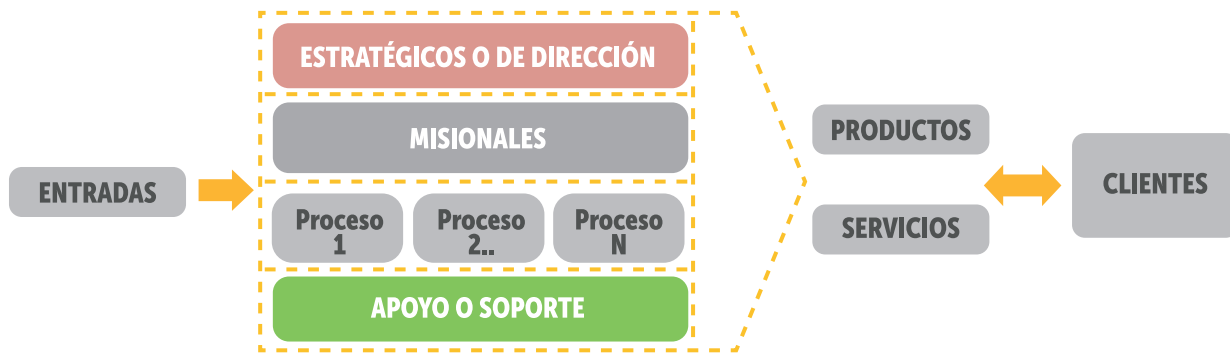 ENTRADAS
ESTRATÉGICOS O DE DIRECCIÓN
MISIONALES
Proceso
1
Proceso
2..
Proceso
N
APOYO O SOPORTE
PRODUCTOS
SERVICIOS
CLIENTES